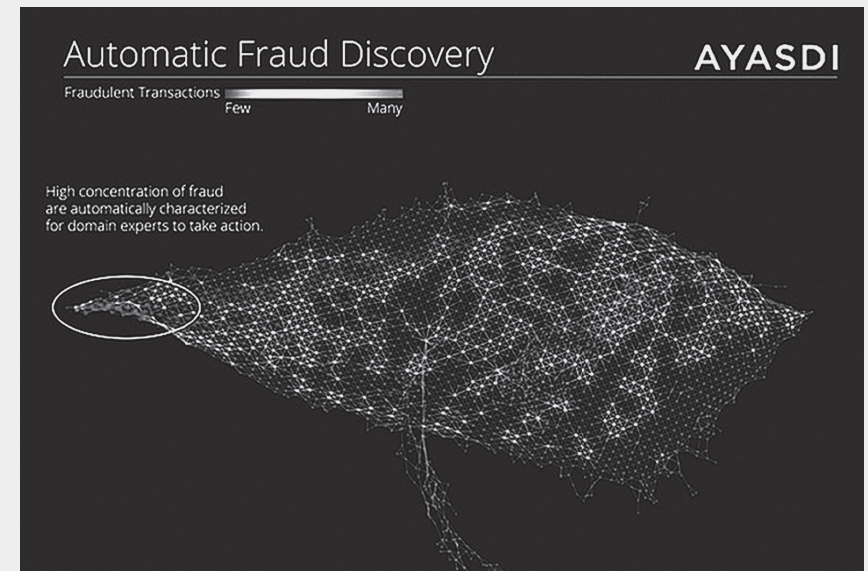 Automatic Fraud Discovery
AYASDI
Fraudulent Transactions
Few
Many
High concentration of fraud
are automatically characterized
for domain experts to take action.